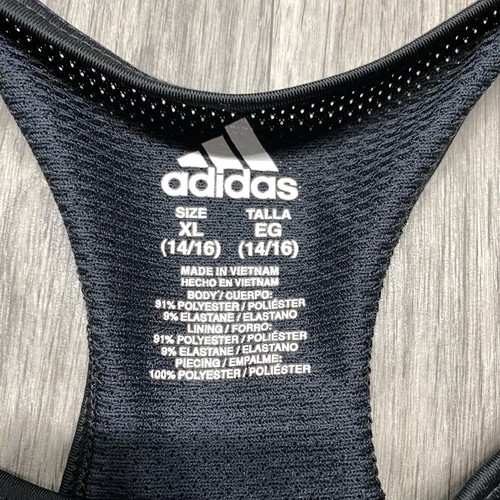 adidas
SIZE TALLA
XL EG
(14/16) (14/16)
MADE IN VIETNAM
HECHO EN VIETNAM
BODY / CUERPO:
91% POLYESTER / POLIÉSTER
9% ELASTANE / ELASTANO
LINING / FORRO:
91% POLYESTER / POLIÉSTER
9% ELASTANE / ELASTANO
PIECING / EMPALME:
100% POLYESTER / POLIÉSTER